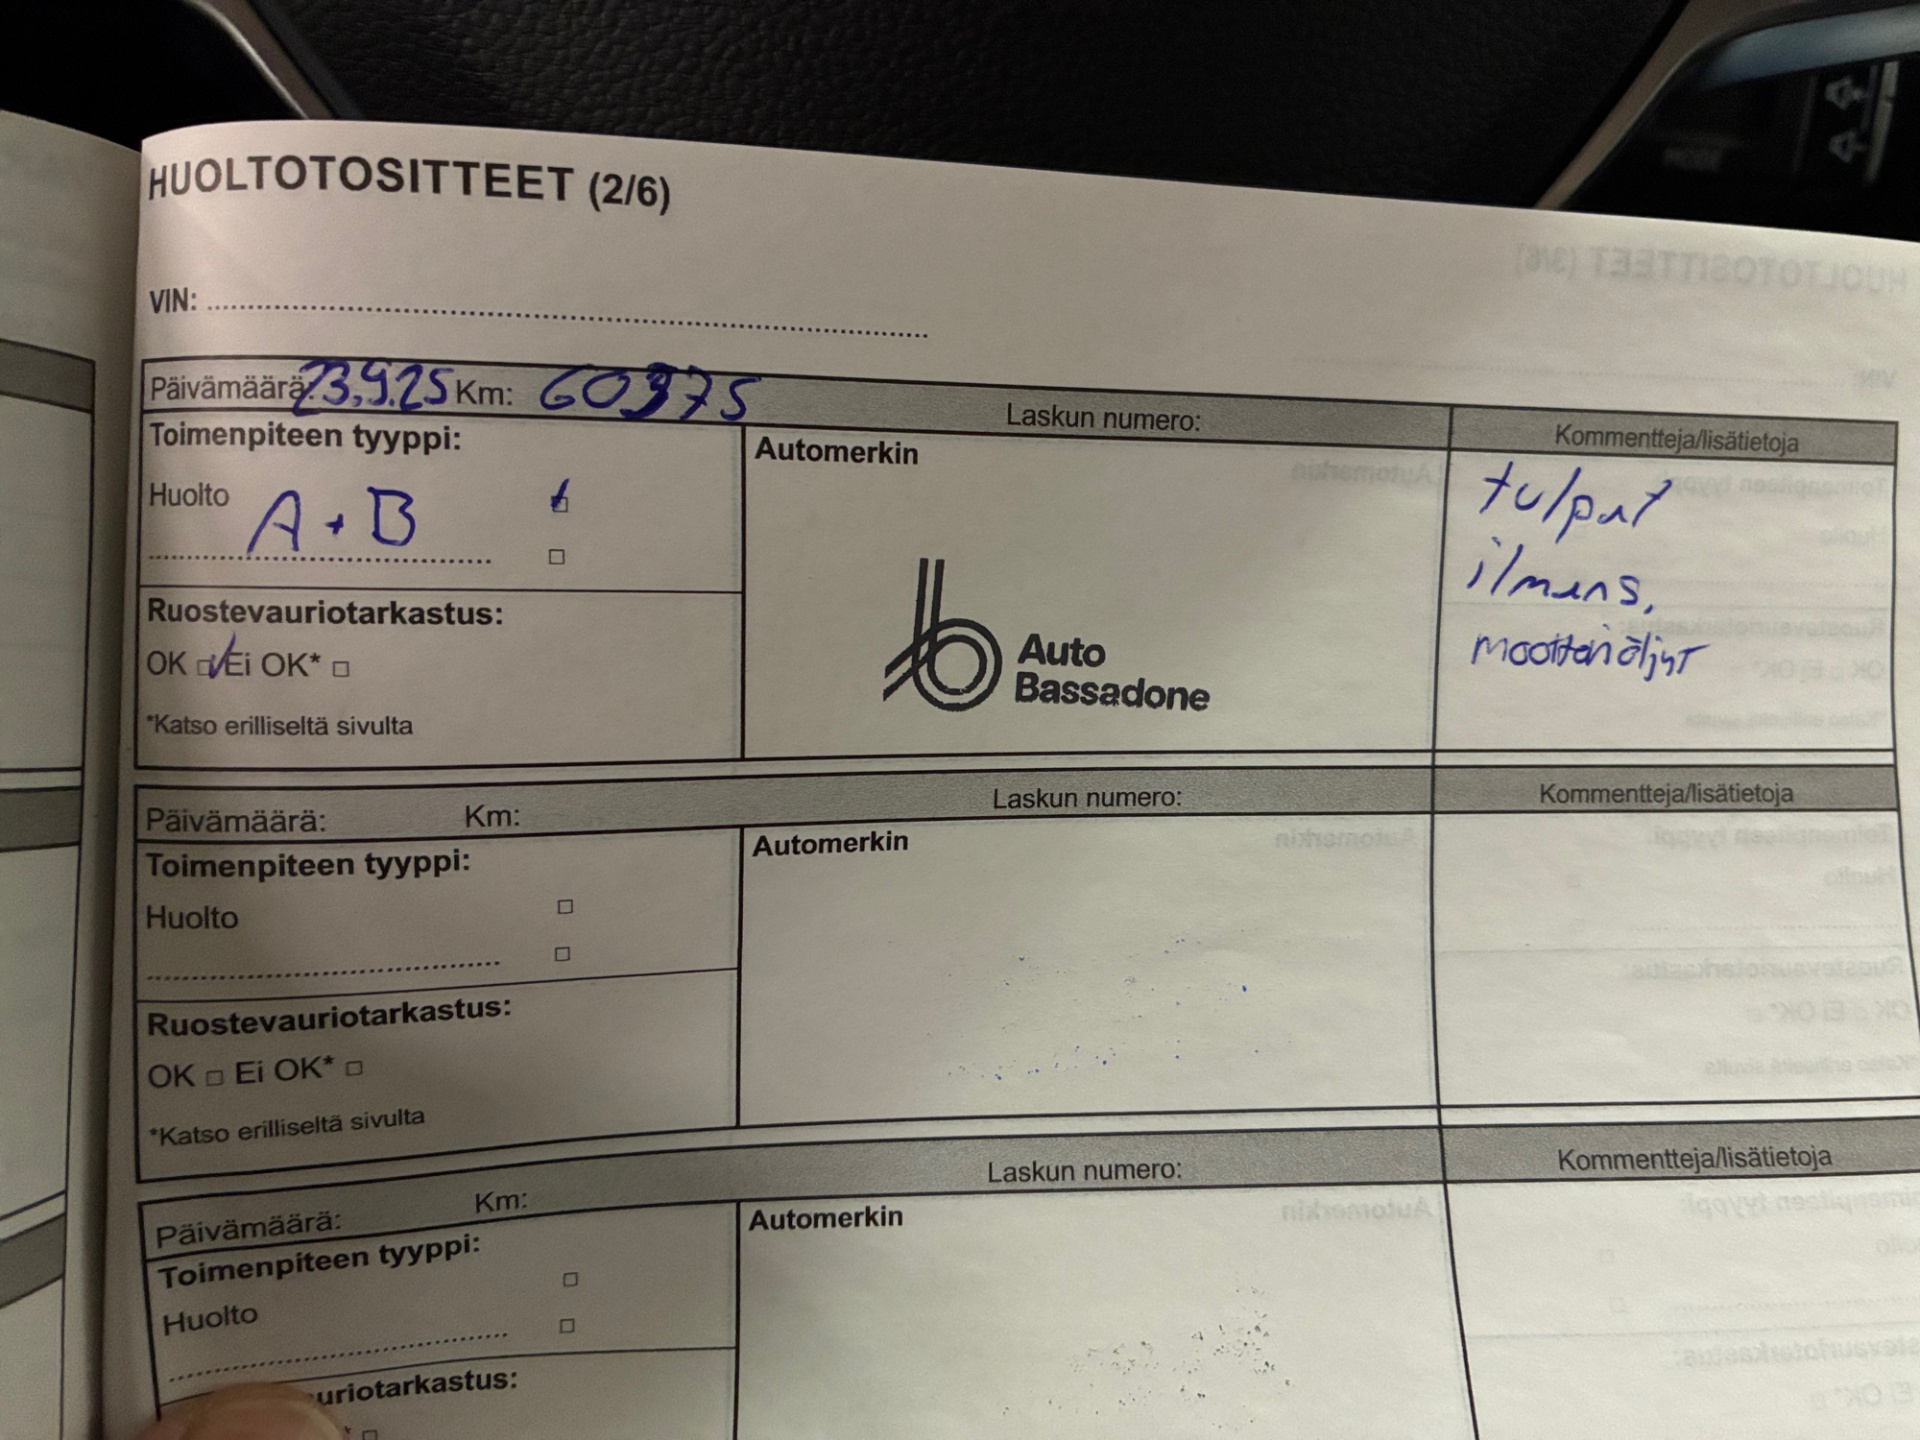 HUOLTOTOSITTEET (2/6)
VIN:
Päivämäärä: 23.9.25 Km: 60375
Laskun numero:
Kommentteja/lisätietoja
Toimenpiteen tyyppi:
Huolto
A + B
Ruostevauriotarkastus:
OK ☑ Ei OK* □
*Katso erilliseltä sivulta
Automerkin
Auto
Bassadone
tulpat
ilmans,
moottoriöljyt
Päivämäärä: Km:
Laskun numero:
Kommentteja/lisätietoja
Toimenpiteen tyyppi:
Huolto
Ruostevauriotarkastus:
OK □ Ei OK* □
*Katso erilliseltä sivulta
Automerkin
Päivämäärä: Km:
Laskun numero:
Kommentteja/lisätietoja
Toimenpiteen tyyppi:
Huolto
uriotarkastus:
Automerkin